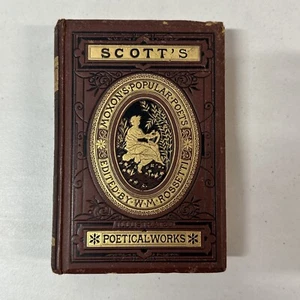 SCOTT'S
MOXON'S·POPULAR·POETS
EDITED·BY·W·M·ROSSETTI
POETICAL·WORKS